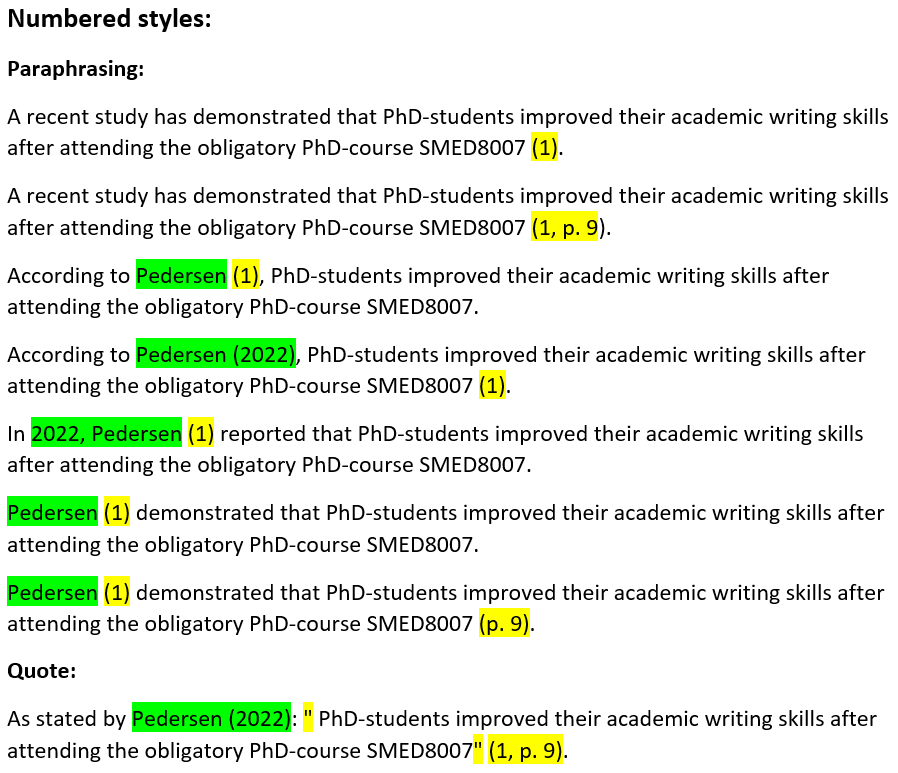 Numbered styles:
Paraphrasing:
A recent study has demonstrated that PhD-students improved their academic writing skills
after attending the obligatory PhD-course SMED8007 (1).
A recent study has demonstrated that PhD-students improved their academic writing skills
after attending the obligatory PhD-course SMED8007 (1, p. 9).
According to Pedersen (1), PhD-students improved their academic writing skills after
attending the obligatory PhD-course SMED8007.
According to Pedersen (2022), PhD-students improved their academic writing skills after
attending the obligatory PhD-course SMED8007 (1).
In 2022, Pedersen (1) reported that PhD-students improved their academic writing skills
after attending the obligatory PhD-course SMED8007.
Pedersen (1) demonstrated that PhD-students improved their academic writing skills after
attending the obligatory PhD-course SMED8007.
Pedersen (1) demonstrated that PhD-students improved their academic writing skills after
attending the obligatory PhD-course SMED8007 (p. 9).
Quote:
As stated by Pedersen (2022): " PhD-students improved their academic writing skills after
attending the obligatory PhD-course SMED8007" (1, p. 9).